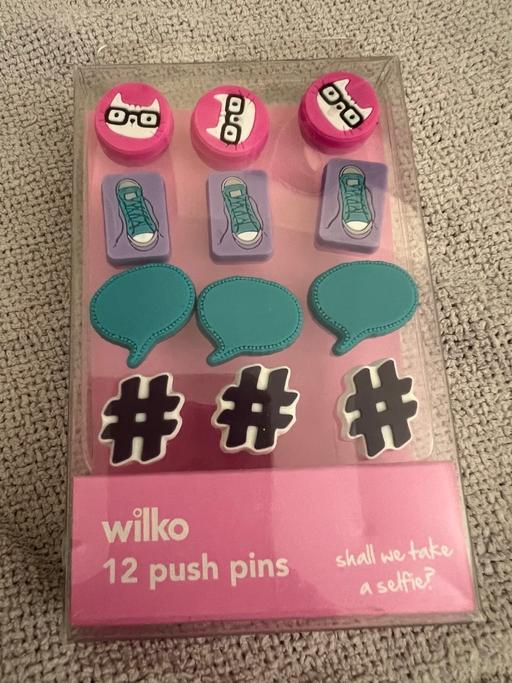 # # #
wilko
12 push pins
shall we take
a selfie?